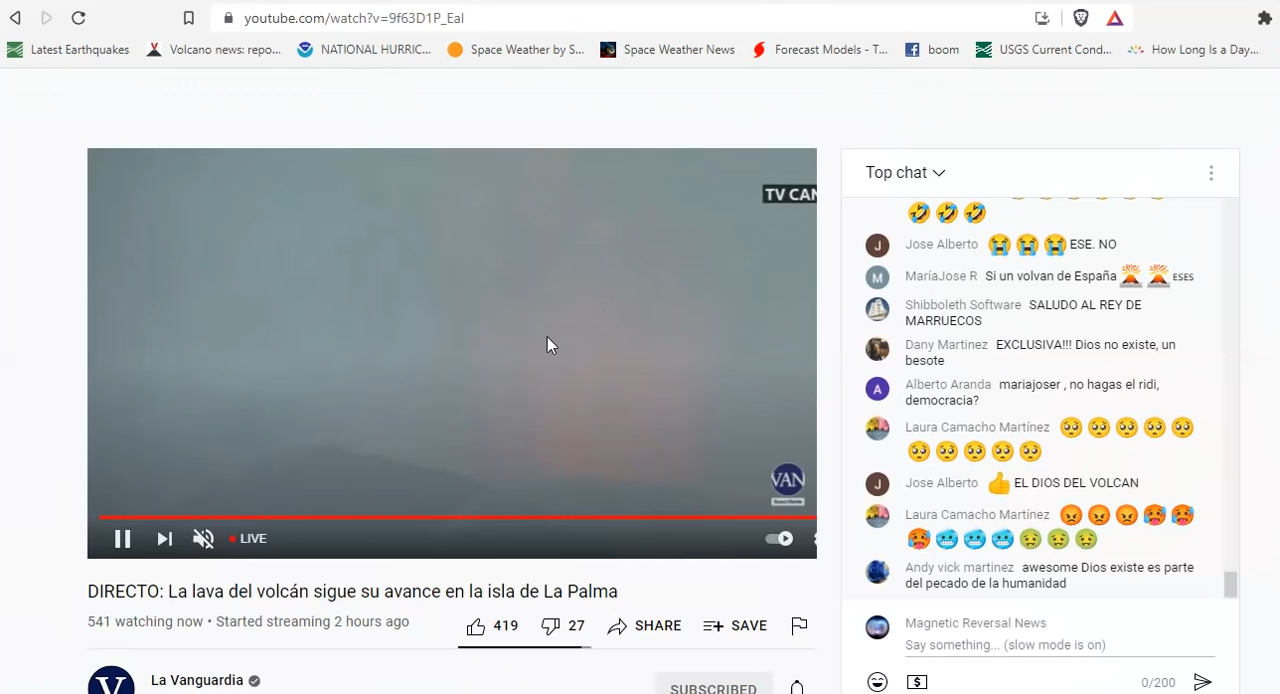 youtube.com/watch?v=9f63D1P_EaI
Latest Earthquakes Volcano news: repo... NATIONAL HURRIC... Space Weather by S... Space Weather News Forecast Models - T... boom USGS Current Cond... How Long Is a Day...
TV CAN
VAN
LIVE
DIRECTO: La lava del volcán sigue su avance en la isla de La Palma
541 watching now • Started streaming 2 hours ago
419 27 SHARE SAVE
La Vanguardia
SUBSCRIBED
Top chat
Jose Alberto 😭😭😭 ESE. NO
MaríaJose R Si un volvan de España 🌋🌋 ESES
Shibboleth Software SALUDO AL REY DE
MARRUECOS
Dany Martinez EXCLUSIVA!!! Dios no existe, un
besote
Alberto Aranda mariajoser , no hagas el ridi,
democracia?
Laura Camacho Martínez 🥺🥺🥺🥺🥺
🥺🥺🥺🥺🥺
Jose Alberto 👍 EL DIOS DEL VOLCAN
Laura Camacho Martínez 😡😡😡🥵🥵
🥵🥶🥶🥶🤢🤢🤢
Andy vick martinez awesome Dios existe es parte
del pecado de la humanidad
Magnetic Reversal News
Say something... (slow mode is on)
0/200